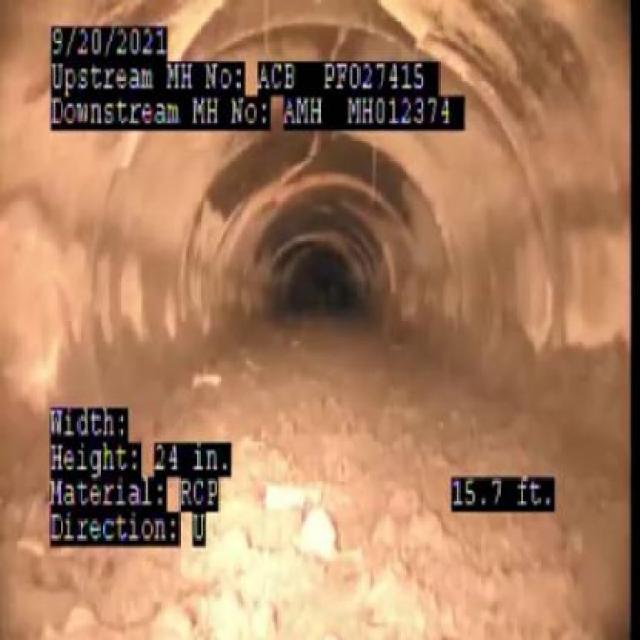 9/20/2021
Upstream MH No: ACB PF027415
Downstream MH No: AMH MH012374
Width:
Height: 24 in.
Material: RCP
15.7 ft.
Direction: U